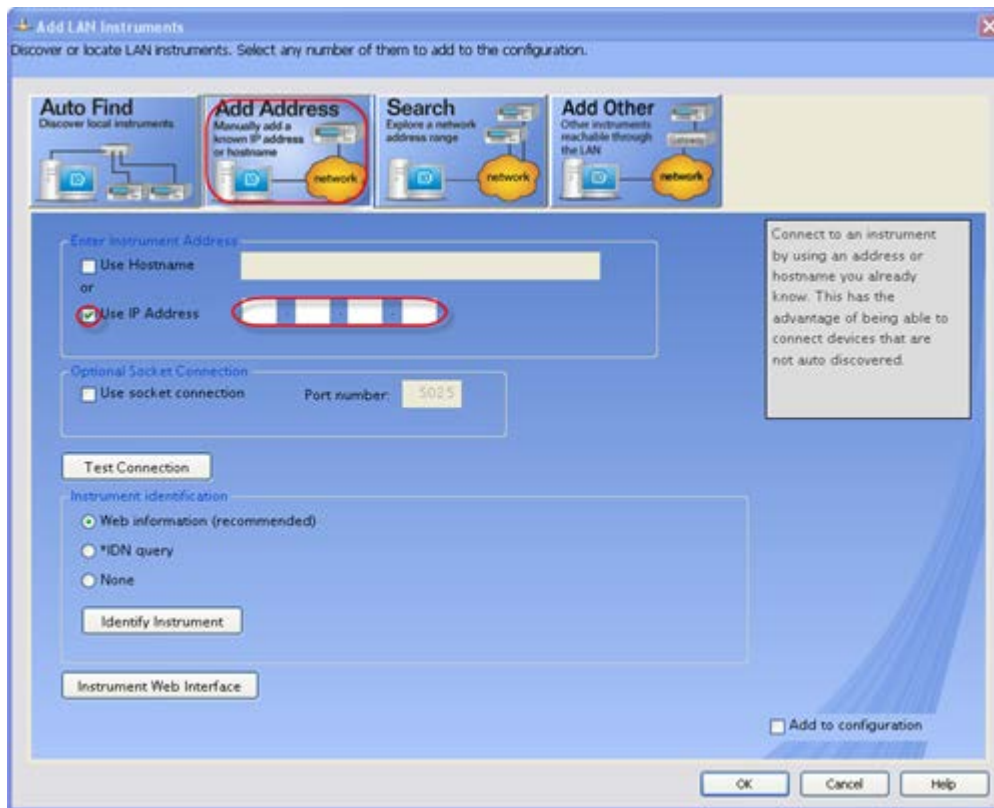 Add LAN Instruments
Discover or locate LAN instruments. Select any number of them to add to the configuration.
Auto Find
Discover local instruments
Add Address
Manually add a
known IP address
or hostname
network
Search
Explore a network
address range
network
Add Other
Other instruments
reachable through
the LAN
Gateway
network
Enter Instrument Address
Use Hostname
or
Use IP Address
Optional Socket Connection
Use socket connection
Port number:
5025
Test Connection
Instrument identification
Web information (recommended)
*IDN query
None
Identify Instrument
Instrument Web Interface
Connect to an instrument
by using an address or
hostname you already
know. This has the
advantage of being able to
connect devices that are
not auto discovered.
Add to configuration
OK
Cancel
Help